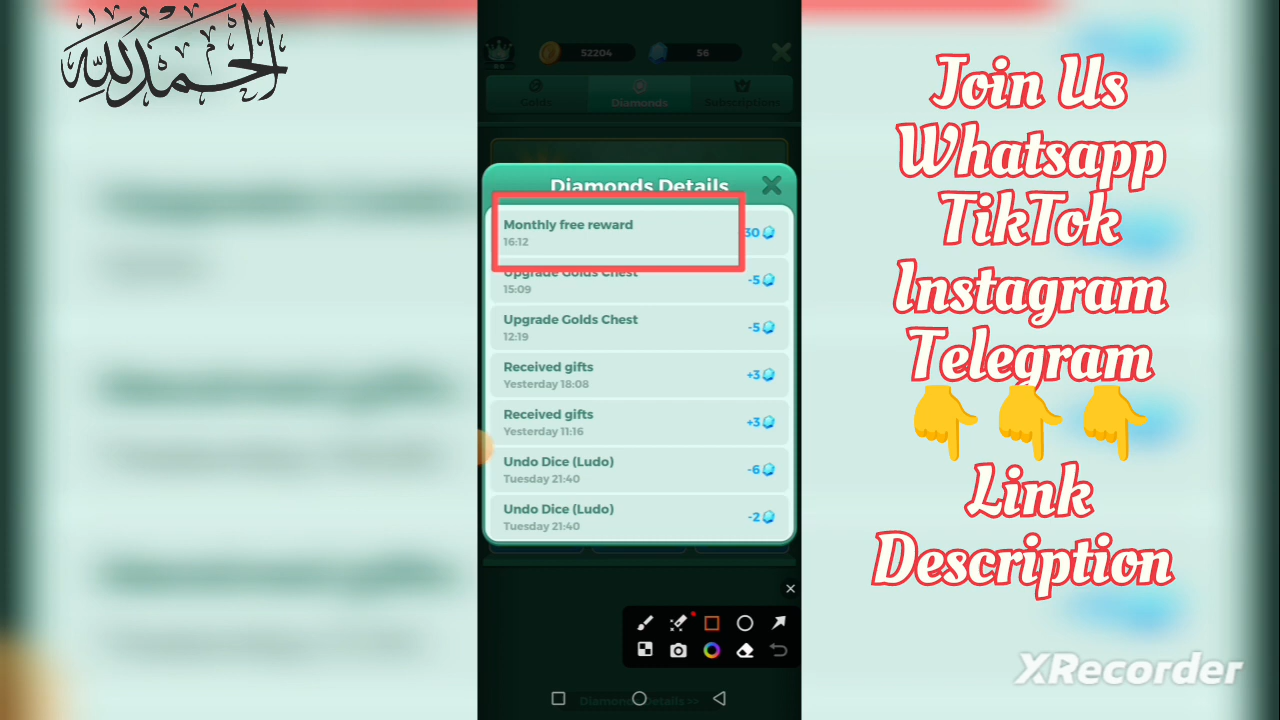 الحمد لله
52204
56
Golds
Diamonds
Subscriptions
Diamonds Details
Monthly free reward
30
16:12
Upgrade Golds Chest
-5
15:09
Upgrade Golds Chest
-5
12:19
Received gifts
+3
Yesterday 18:08
Received gifts
+3
Yesterday 11:16
Undo Dice (Ludo)
-6
Tuesday 21:40
Undo Dice (Ludo)
-2
Tuesday 21:40
Diamonds Details >>
Join Us
Whatsapp
TikTok
Instagram
Telegram
Link
Description
XRecorder